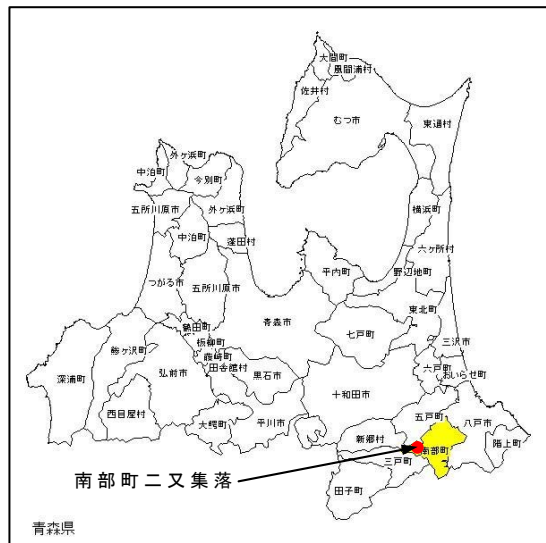 大間町
風間浦村
佐井村
むつ市
東通村
外ヶ浜町
中泊町
今別町
五所川原市
外ヶ浜町
中泊町
蓬田村
横浜町
六ヶ所村
平内町
野辺地町
つがる市
五所川原市
青森市
東北町
七戸町
鶴田町
板柳町
藤崎町
田舎館村
三沢市
六戸町
おいらせ町
鰺ヶ沢町
深浦町
弘前市
黒石市
十和田市
西目屋村
大鰐町
平川市
五戸町
八戸市
新郷村
南部町
階上町
三戸町
田子町
南部町二又集落
青森県